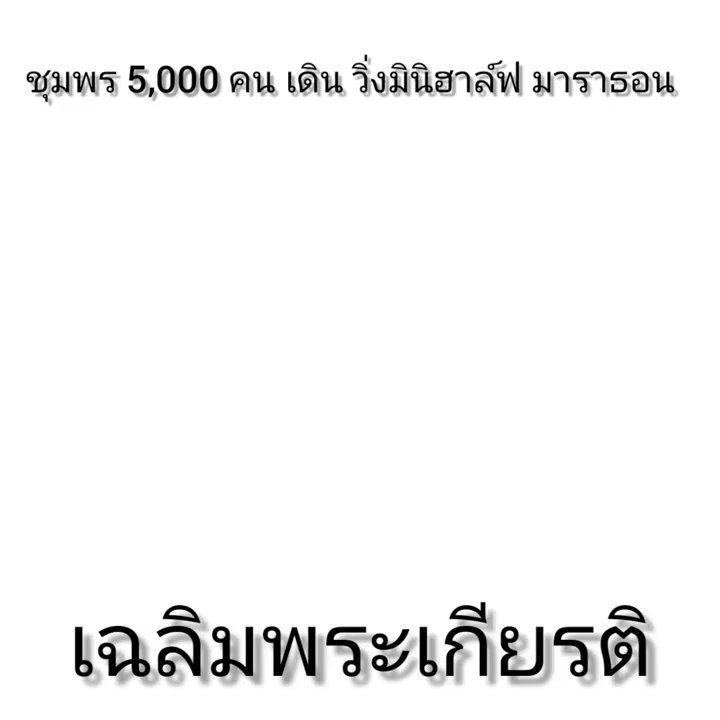 ชุมพร 5,000 คน เดิน วิ่งมินิฮาล์ฟ มาราธอน
เฉลิมพระเกียรติ